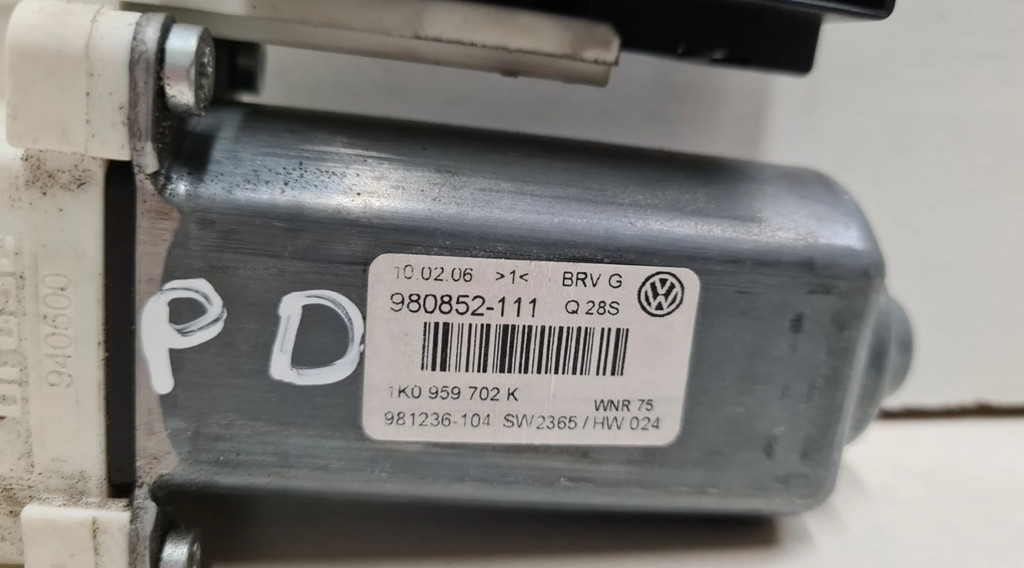 10.02.06 >1< BRV G
980852-111 Q 28S
1K0 959 702 K
WNR 75
981236-104 SW2365 / HW 024
P D
940500